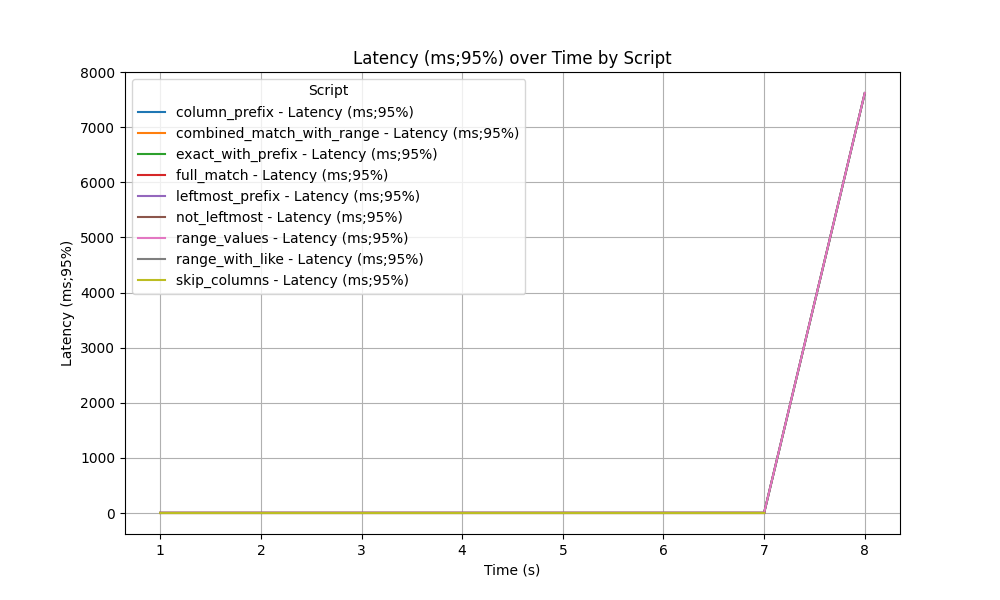 Latency (ms;95%) over Time by Script
8000
7000
6000
5000
4000
3000
2000
1000
0
Latency (ms;95%)
Script
column_prefix - Latency (ms;95%)
combined_match_with_range - Latency (ms;95%)
exact_with_prefix - Latency (ms;95%)
full_match - Latency (ms;95%)
leftmost_prefix - Latency (ms;95%)
not_leftmost - Latency (ms;95%)
range_values - Latency (ms;95%)
range_with_like - Latency (ms;95%)
skip_columns - Latency (ms;95%)
1 2 3 4 5 6 7 8
Time (s)